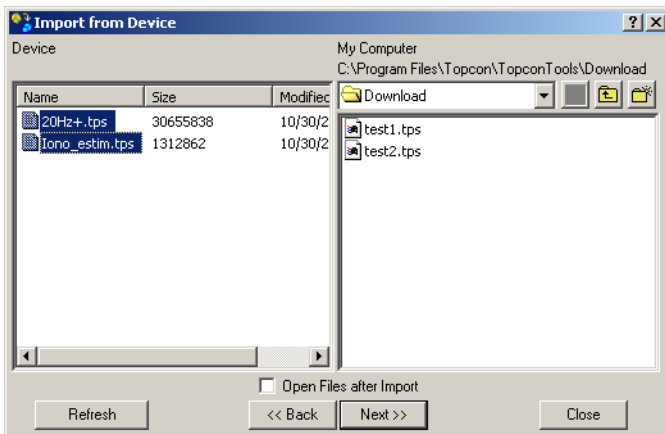 Import from Device
Device
My Computer
C:\Program Files\Topcon\TopconTools\Download
Name Size Modified
Download
20Hz+.tps 30655838 10/30/2
Iono_estim.tps 1312862 10/30/2
test1.tps
test2.tps
Open Files after Import
Refresh << Back Next >> Close